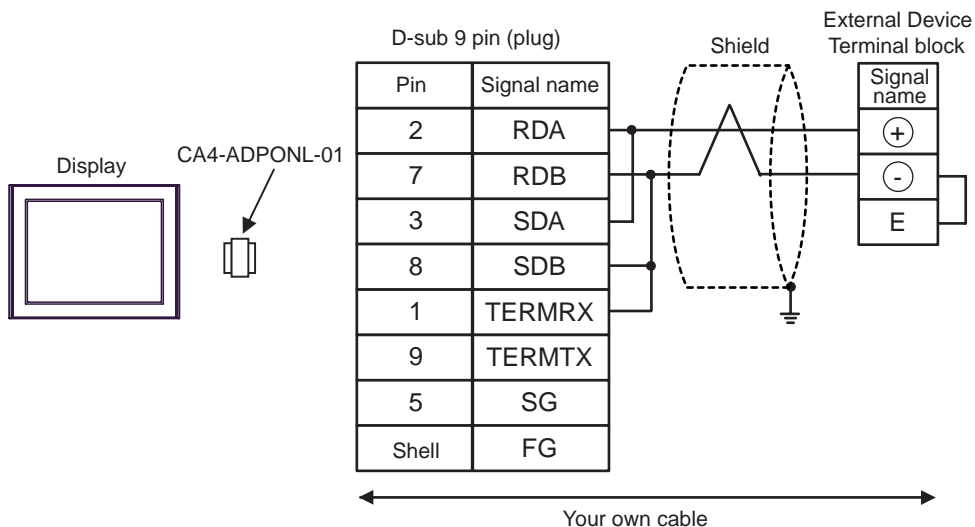 External Device
Terminal block
D-sub 9 pin (plug)
Shield
Display
CA4-ADPONL-01
Pin Signal name
2 RDA
7 RDB
3 SDA
8 SDB
1 TERMRX
9 TERMTX
5 SG
Shell FG
Signal
name
+
-
E
Your own cable